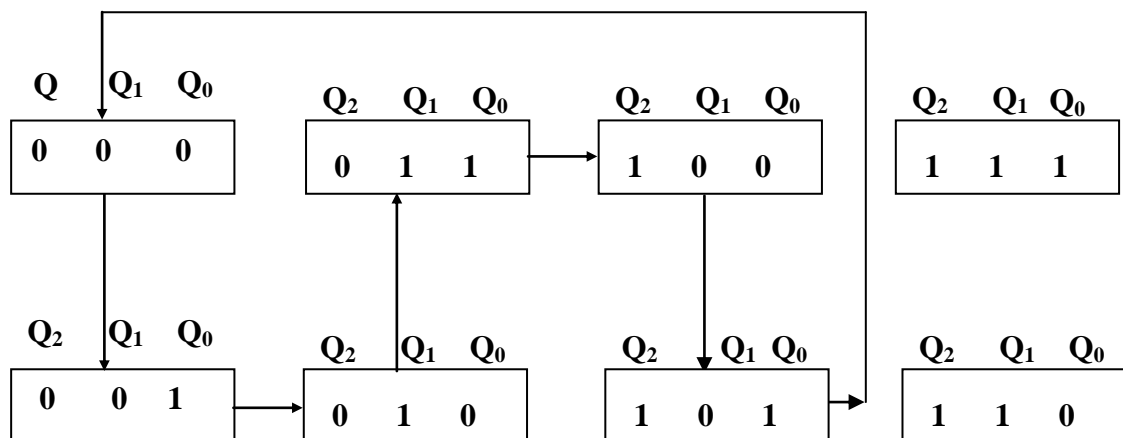 Q Q₁ Q₀
Q₂ Q₁ Q₀
Q₂ Q₁ Q₀
Q₂ Q₁ Q₀
0 0 0
0 1 1
1 0 0
1 1 1
Q₂ Q₁ Q₀
Q₂ Q₁ Q₀
Q₂ Q₁ Q₀
Q₂ Q₁ Q₀
0 0 1
0 1 0
1 0 1
1 1 0